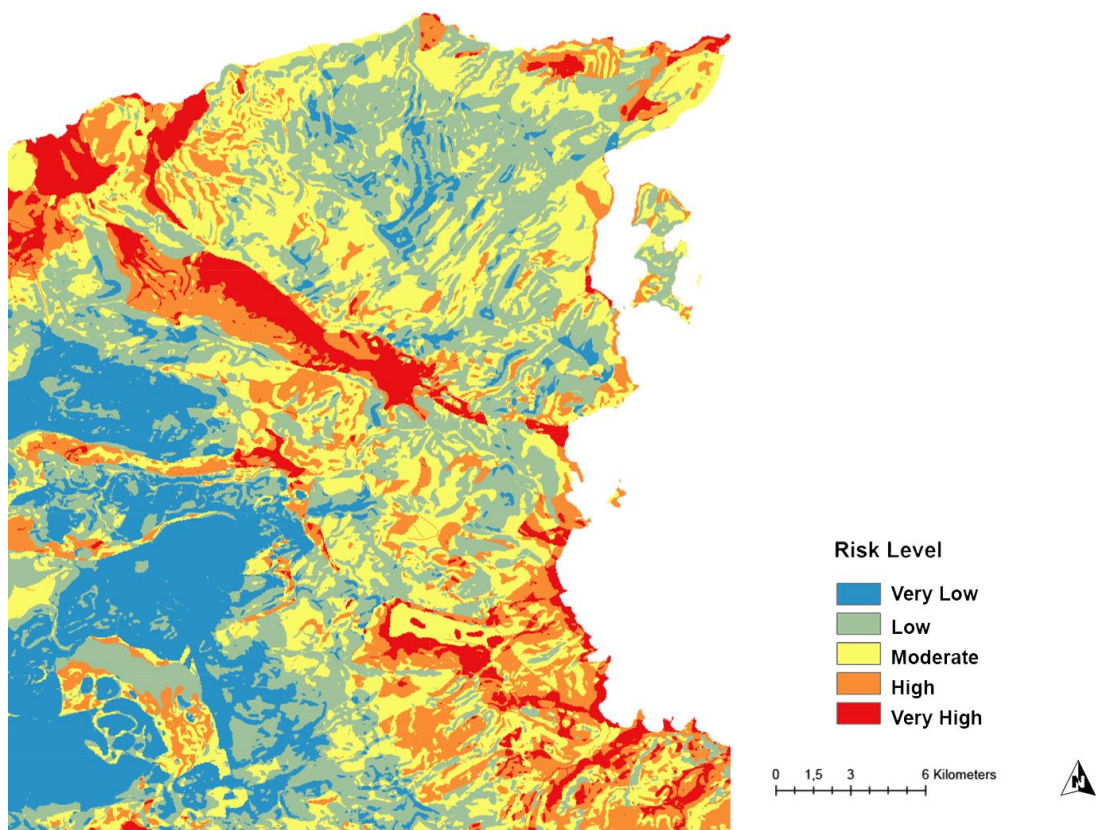 Risk Level
Very Low
Low
Moderate
High
Very High
0 1,5 3 6 Kilometers
N